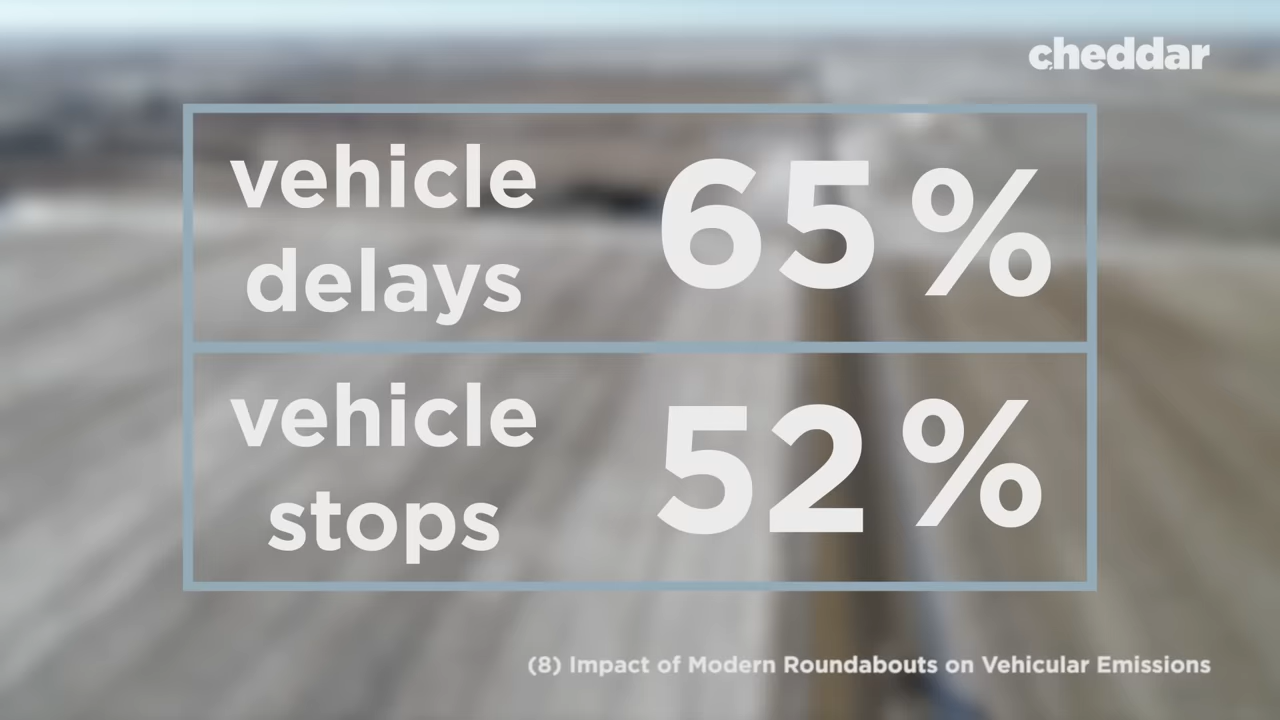 cheddar
vehicle
delays
65%
vehicle
stops
52%
(8) Impact of Modern Roundabouts on Vehicular Emissions